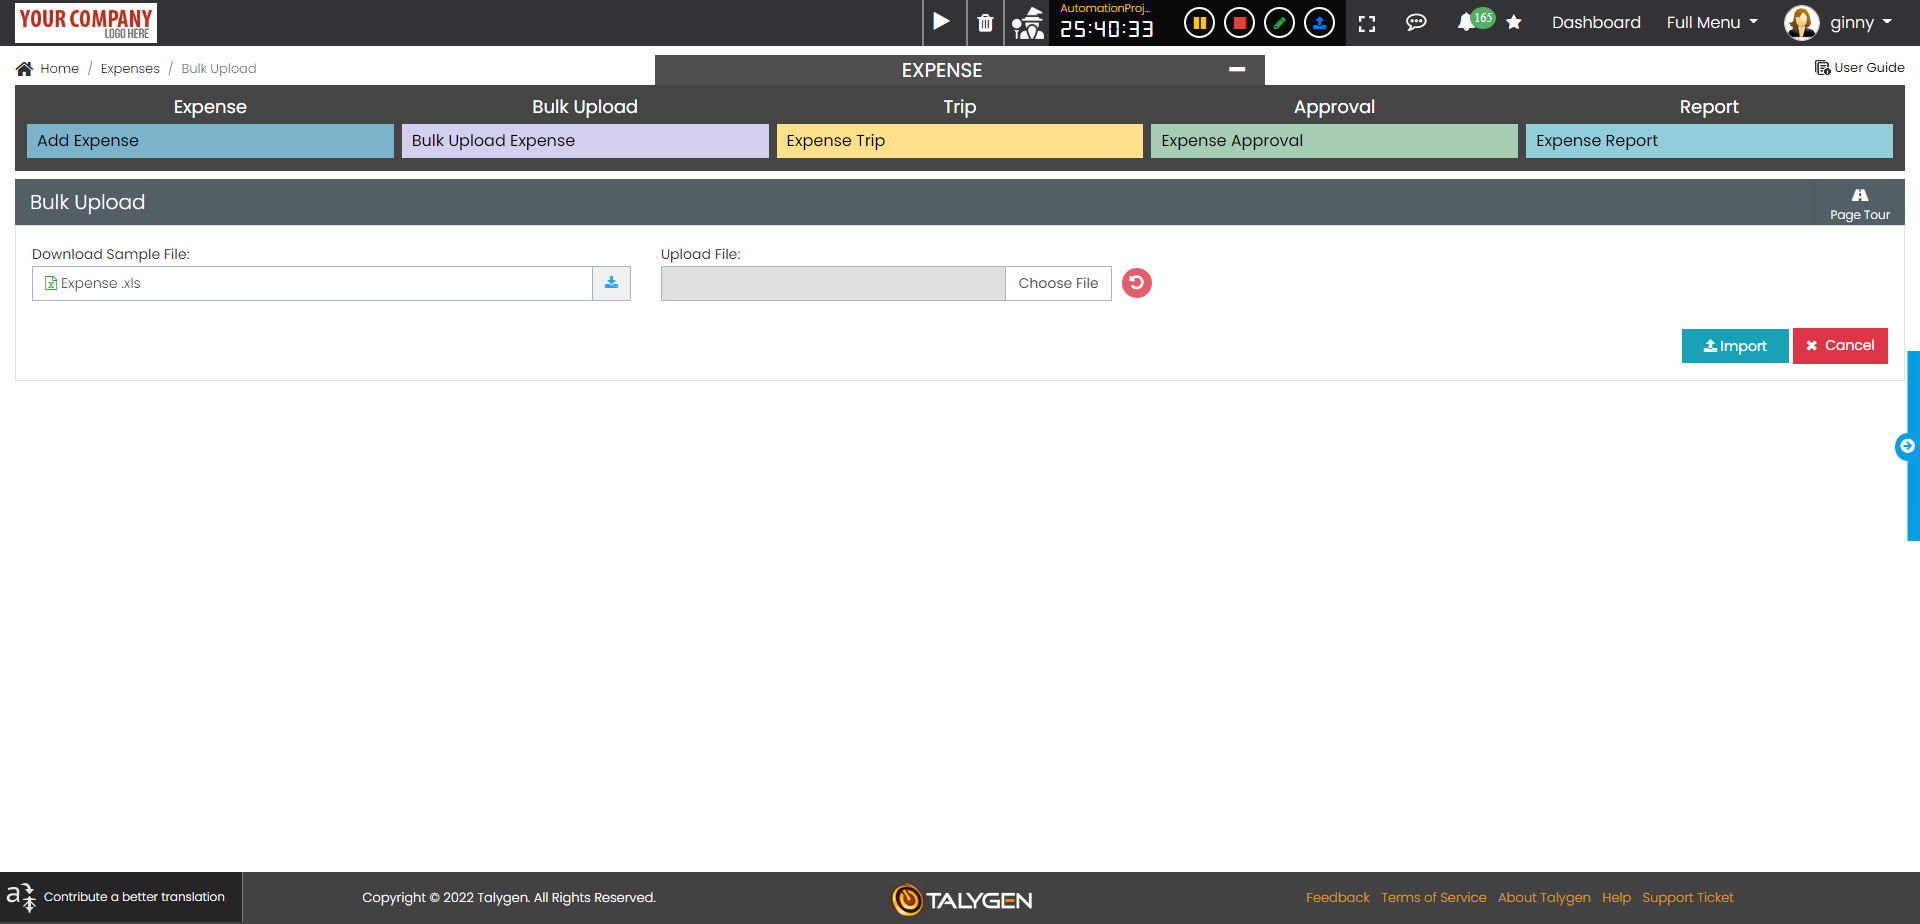 YOUR COMPANY
LOGO HERE
AutomationProj...
25:40:33
165
Dashboard
Full Menu
ginny
Home / Expenses / Bulk Upload
EXPENSE
User Guide
Expense
Bulk Upload
Trip
Approval
Report
Add Expense
Bulk Upload Expense
Expense Trip
Expense Approval
Expense Report
Bulk Upload
Page Tour
Download Sample File:
Upload File:
Expense .xls
Choose File
Import
Cancel
Contribute a better translation
Copyright © 2022 Talygen. All Rights Reserved.
TALYGEN
Feedback
Terms of Service
About Talygen
Help
Support Ticket